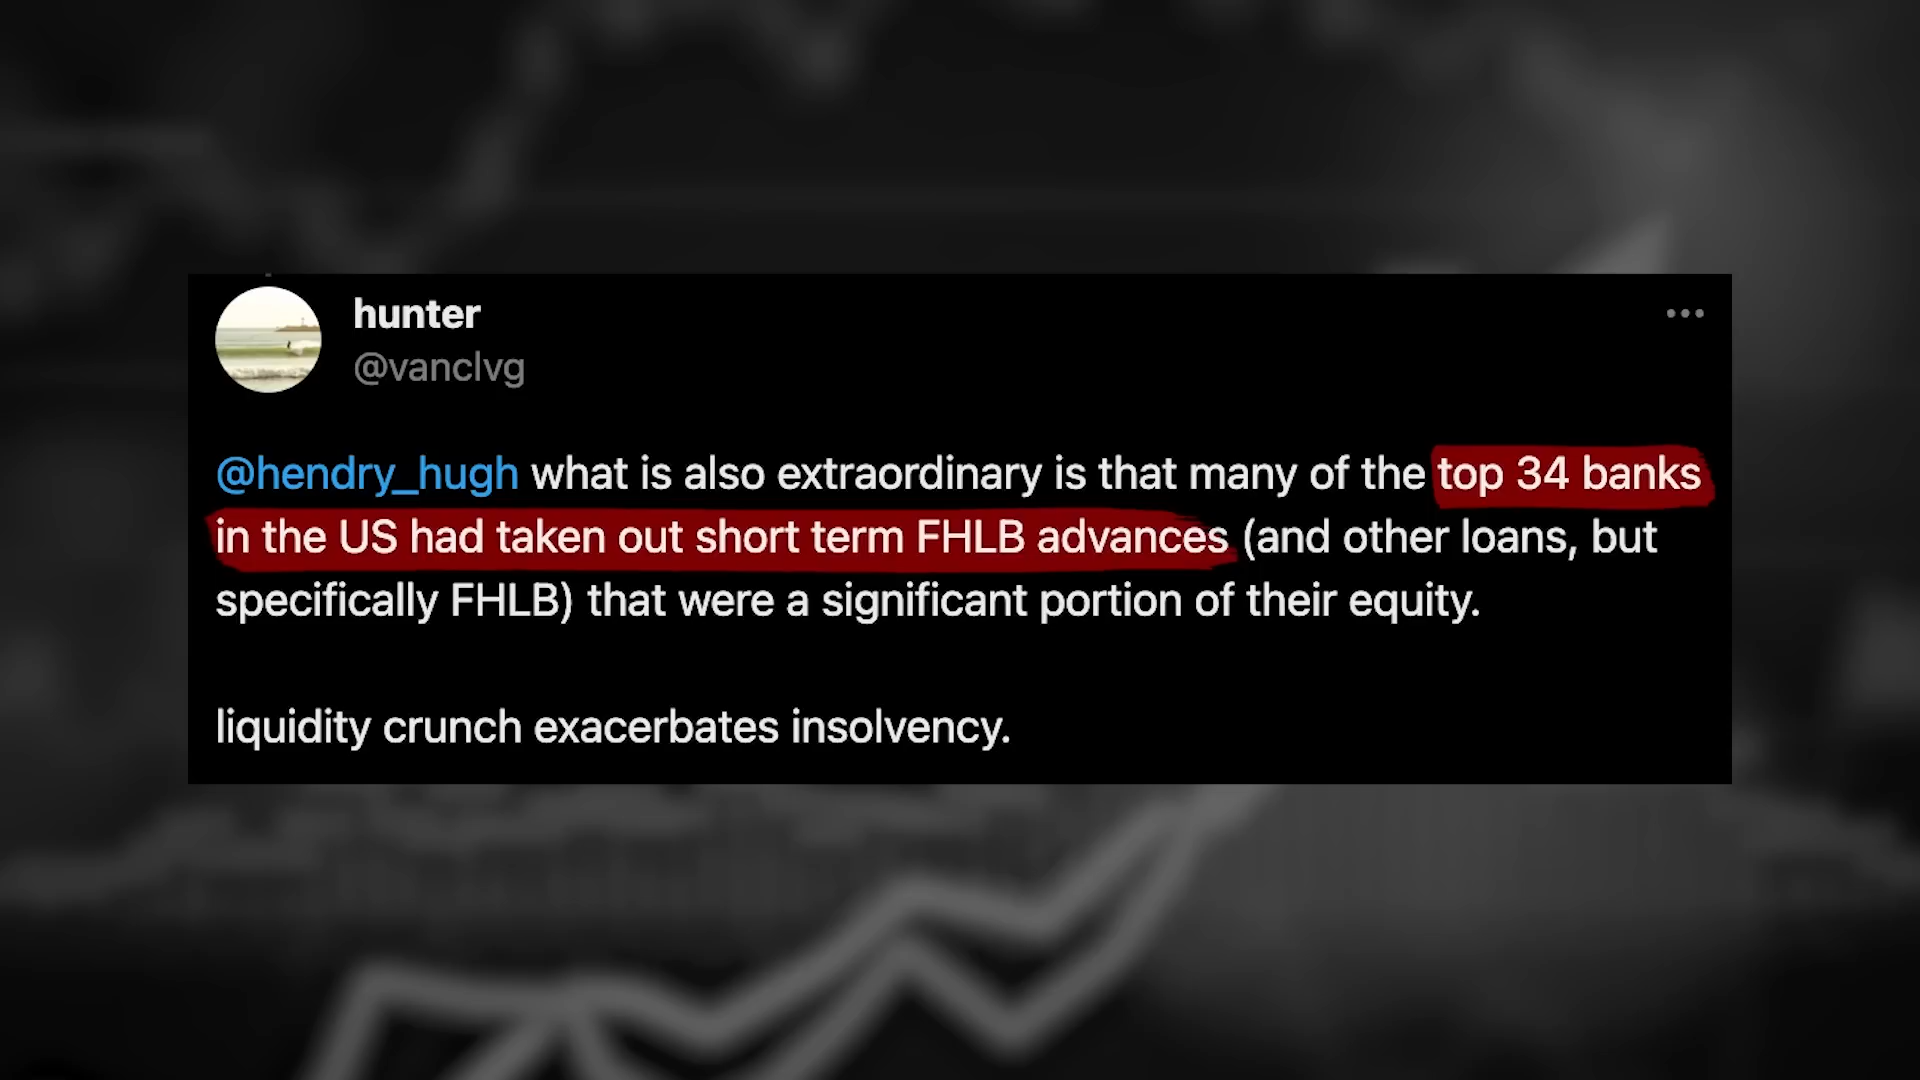 hunter
@vanclvg
@hendry_hugh what is also extraordinary is that many of the top 34 banks
in the US had taken out short term FHLB advances (and other loans, but
specifically FHLB) that were a significant portion of their equity.
liquidity crunch exacerbates insolvency.